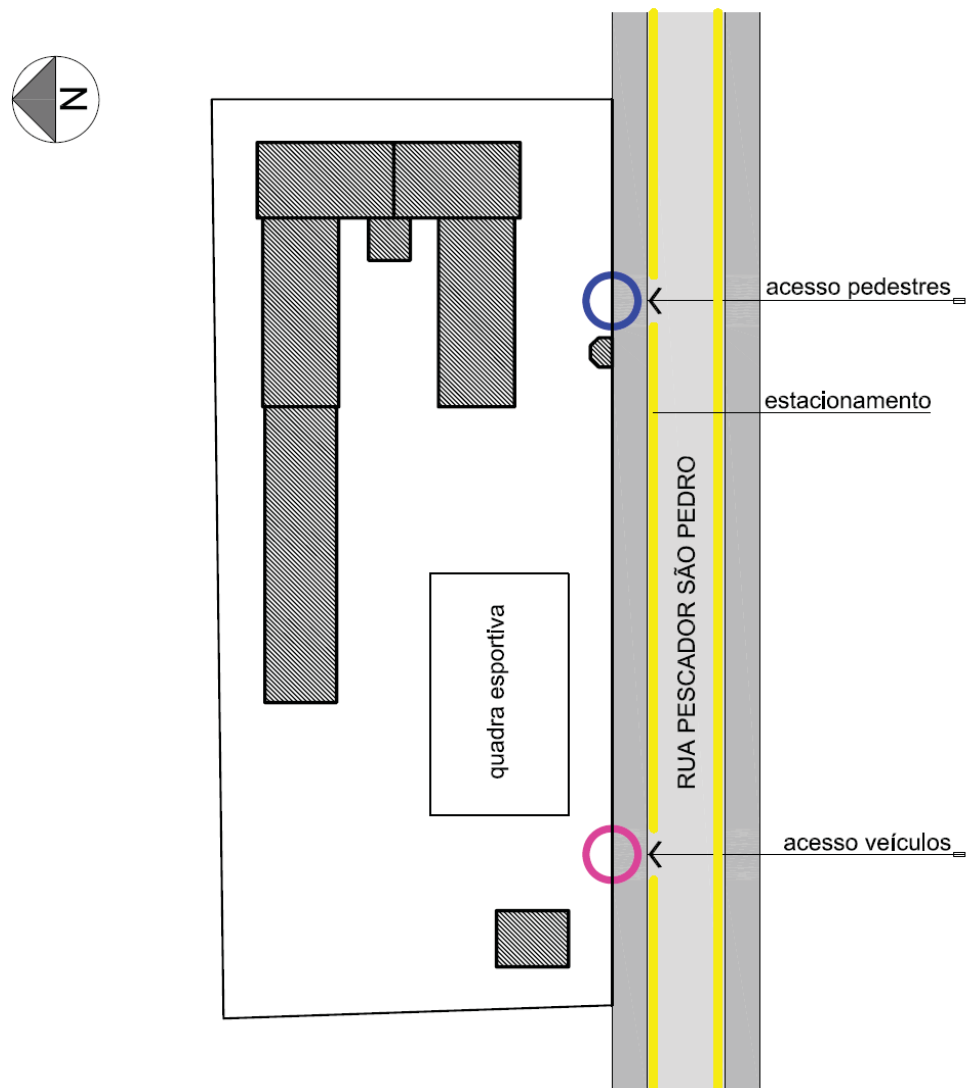 N
acesso pedestres
estacionamento
RUA PESCADOR SÃO PEDRO
quadra esportiva
acesso veículos